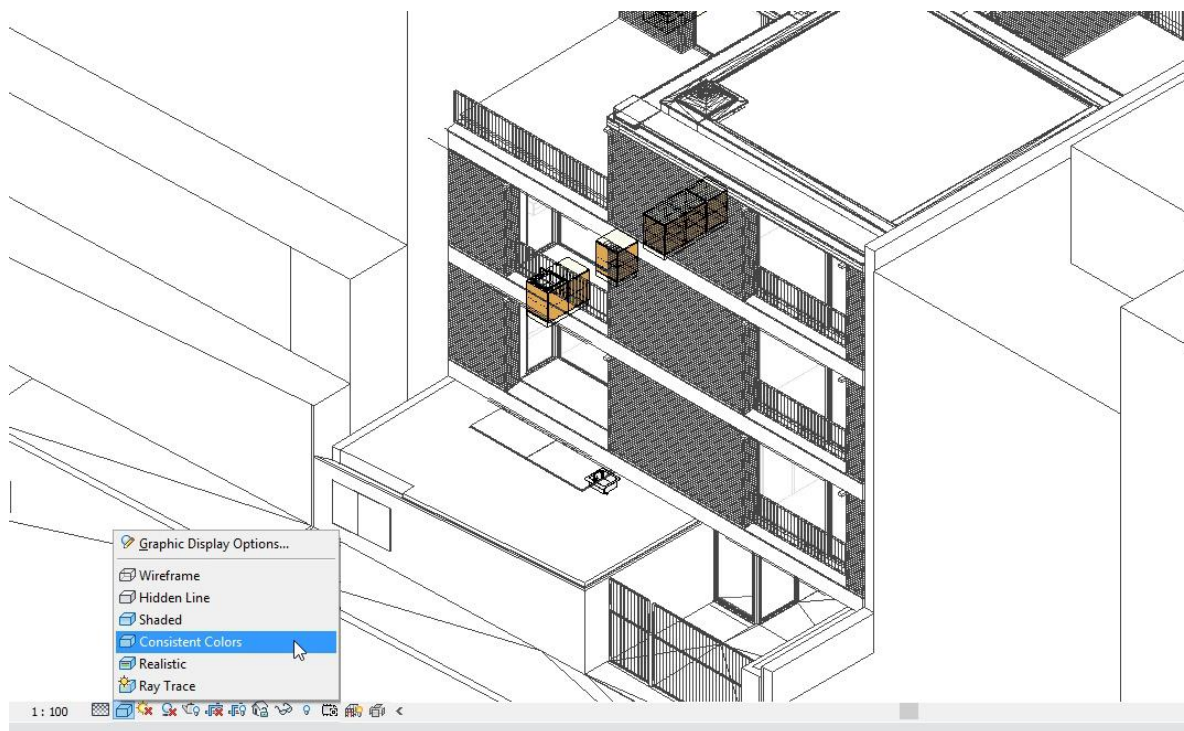 Graphic Display Options...
Wireframe
Hidden Line
Shaded
Consistent Colors
Realistic
Ray Trace
1 : 100